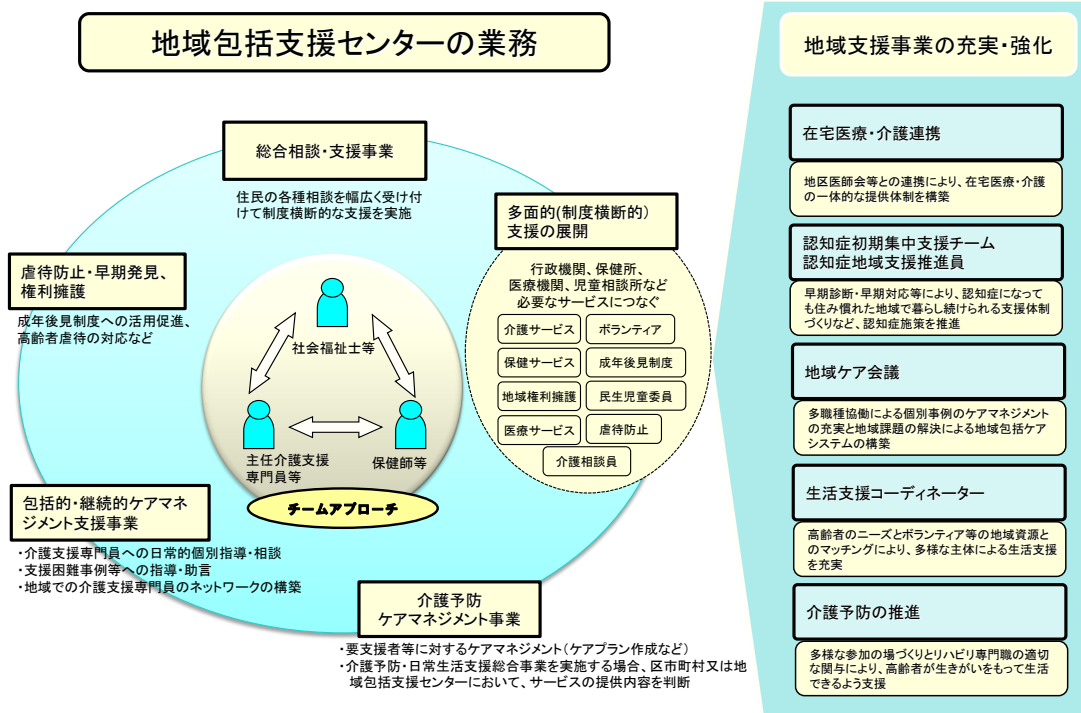 地域包括支援センターの業務
総合相談・支援事業
住民の各種相談を幅広く受け付
けて制度横断的な支援を実施
虐待防止・早期発見、
権利擁護
成年後見制度への活用促進、
高齢者虐待の対応など
社会福祉士等
主任介護支援
専門員等
保健師等
チームアプローチ
多面的(制度横断的)
支援の展開
行政機関、保健所、
医療機関、児童相談所など
必要なサービスにつなぐ
介護サービス
ボランティア
保健サービス
成年後見制度
地域権利擁護
民生児童委員
医療サービス
虐待防止
介護相談員
包括的・継続的ケアマネ
ジメント支援事業
・介護支援専門員への日常的個別指導・相談
・支援困難事例等への指導・助言
・地域での介護支援専門員のネットワークの構築
介護予防
ケアマネジメント事業
・要支援者等に対するケアマネジメント(ケアプラン作成など)
・介護予防・日常生活支援総合事業を実施する場合、区市町村又は地
域包括支援センターにおいて、サービスの提供内容を判断
地域支援事業の充実・強化
在宅医療・介護連携
地区医師会等との連携により、在宅医療・介護
の一体的な提供体制を構築
認知症初期集中支援チーム
認知症地域支援推進員
早期診断・早期対応等により、認知症になって
も住み慣れた地域で暮らし続けられる支援体制
づくりなど、認知症施策を推進
地域ケア会議
多職種協働による個別事例のケアマネジメント
の充実と地域課題の解決による地域包括ケア
システムの構築
生活支援コーディネーター
高齢者のニーズとボランティア等の地域資源と
のマッチングにより、多様な主体による生活支援
を充実
介護予防の推進
多様な参加の場づくりとリハビリ専門職の適切
な関与により、高齢者が生きがいをもって生活
できるよう支援